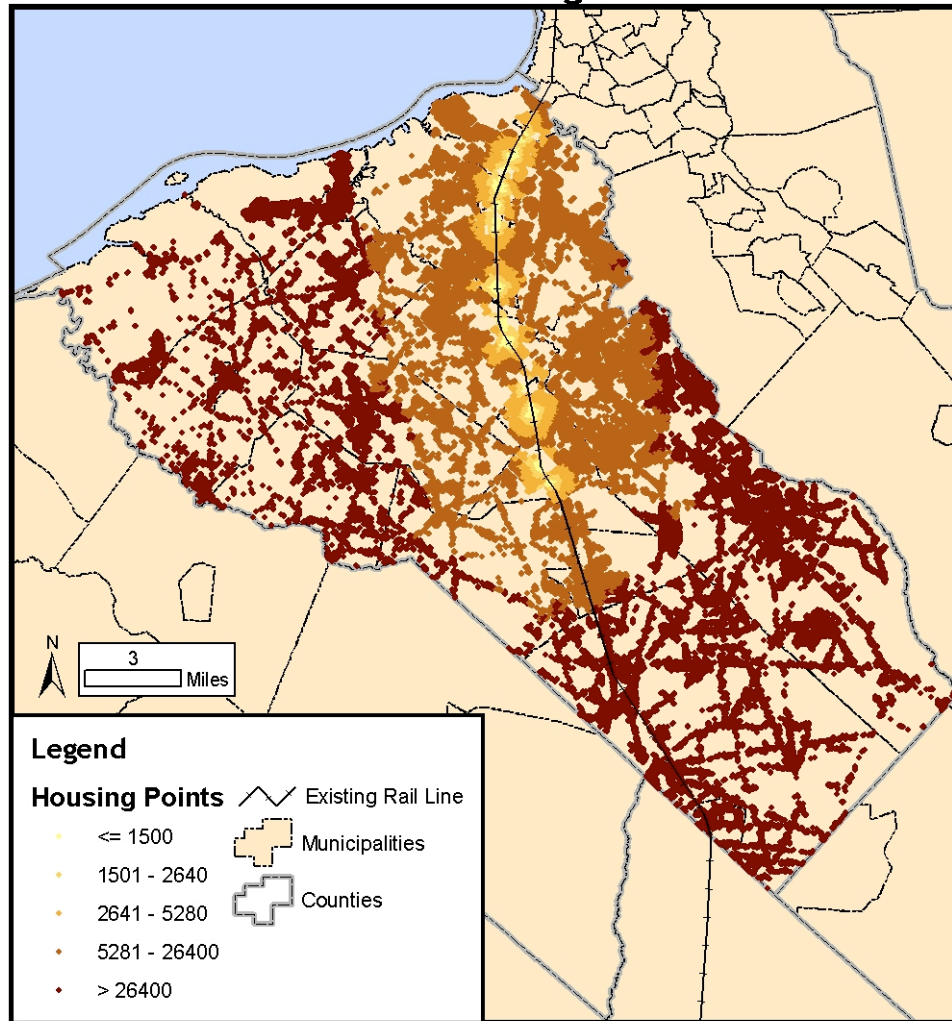 N
3
Miles
Legend
Housing Points
<= 1500
1501 - 2640
2641 - 5280
5281 - 26400
> 26400
Existing Rail Line
Municipalities
Counties